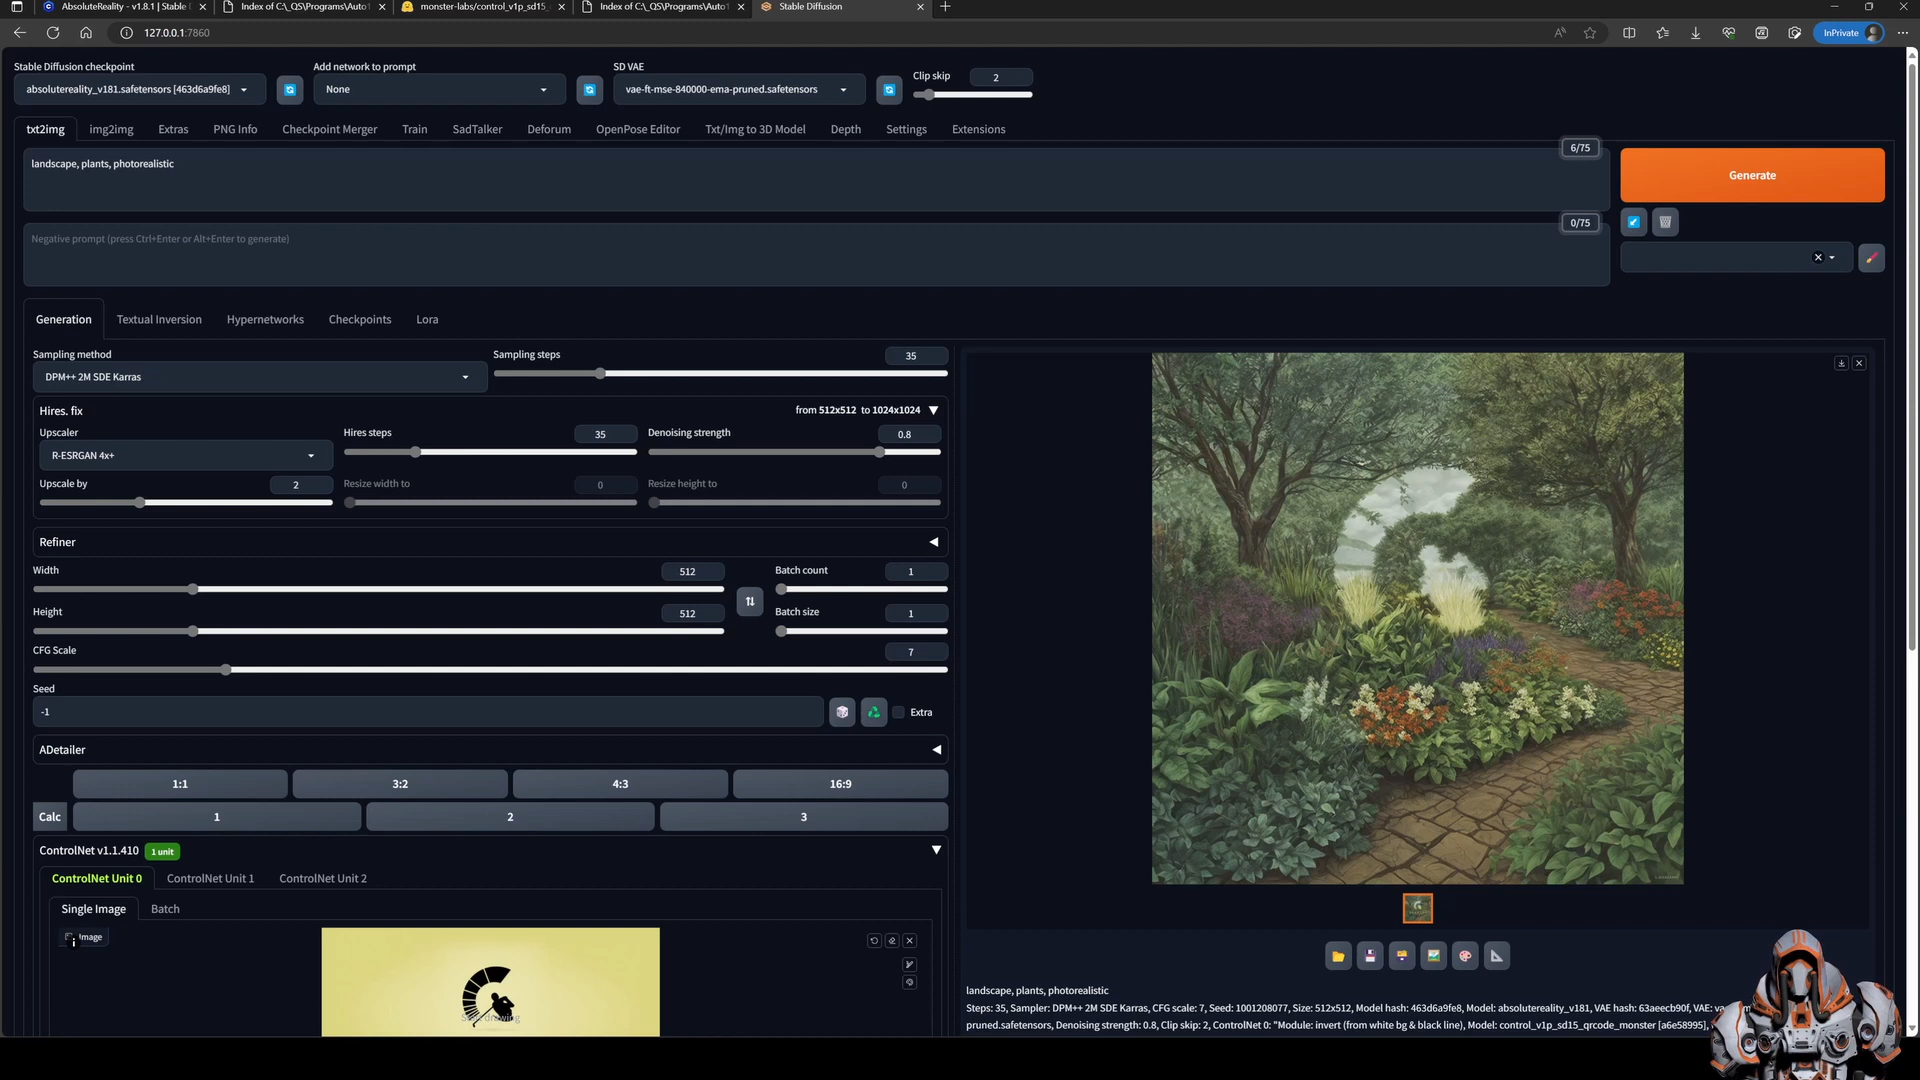 AbsoluteReality - v1.8.1 | Stable D
Index of C:\_QS\Programs\Auto1
monster-labs/control_v1p_sd15_
Index of C:\_QS\Programs\Auto1
Stable Diffusion
127.0.0.1:7860
InPrivate
Stable Diffusion checkpoint
Add network to prompt
SD VAE
Clip skip
2
absolutereality_v181.safetensors [463d6a9fe8]
None
vae-ft-mse-840000-ema-pruned.safetensors
txt2img
img2img
Extras
PNG Info
Checkpoint Merger
Train
SadTalker
Deforum
OpenPose Editor
Txt/Img to 3D Model
Depth
Settings
Extensions
6/75
landscape, plants, photorealistic
Generate
0/75
Negative prompt (press Ctrl+Enter or Alt+Enter to generate)
Generation
Textual Inversion
Hypernetworks
Checkpoints
Lora
Sampling method
Sampling steps
35
DPM++ 2M SDE Karras
Hires. fix
from 512x512 to 1024x1024
Upscaler
Hires steps
35
Denoising strength
0.8
R-ESRGAN 4x+
Upscale by
2
Resize width to
0
Resize height to
0
Refiner
Width
512
Batch count
1
Height
512
Batch size
1
CFG Scale
7
Seed
-1
Extra
ADetailer
1:1
3:2
4:3
16:9
Calc
1
2
3
ControlNet v1.1.410
1 unit
ControlNet Unit 0
ControlNet Unit 1
ControlNet Unit 2
Single Image
Batch
Image
Start drawing
landscape, plants, photorealistic
Steps: 35, Sampler: DPM++ 2M SDE Karras, CFG scale: 7, Seed: 1001208077, Size: 512x512, Model hash: 463d6a9fe8, Model: absolutereality_v181, VAE hash: 63aeecb90f, VAE:
pruned.safetensors, Denoising strength: 0.8, Clip skip: 2, ControlNet 0: "Module: invert (from white bg & black line), Model: control_v1p_sd15_qrcode_monster [a6e58995],